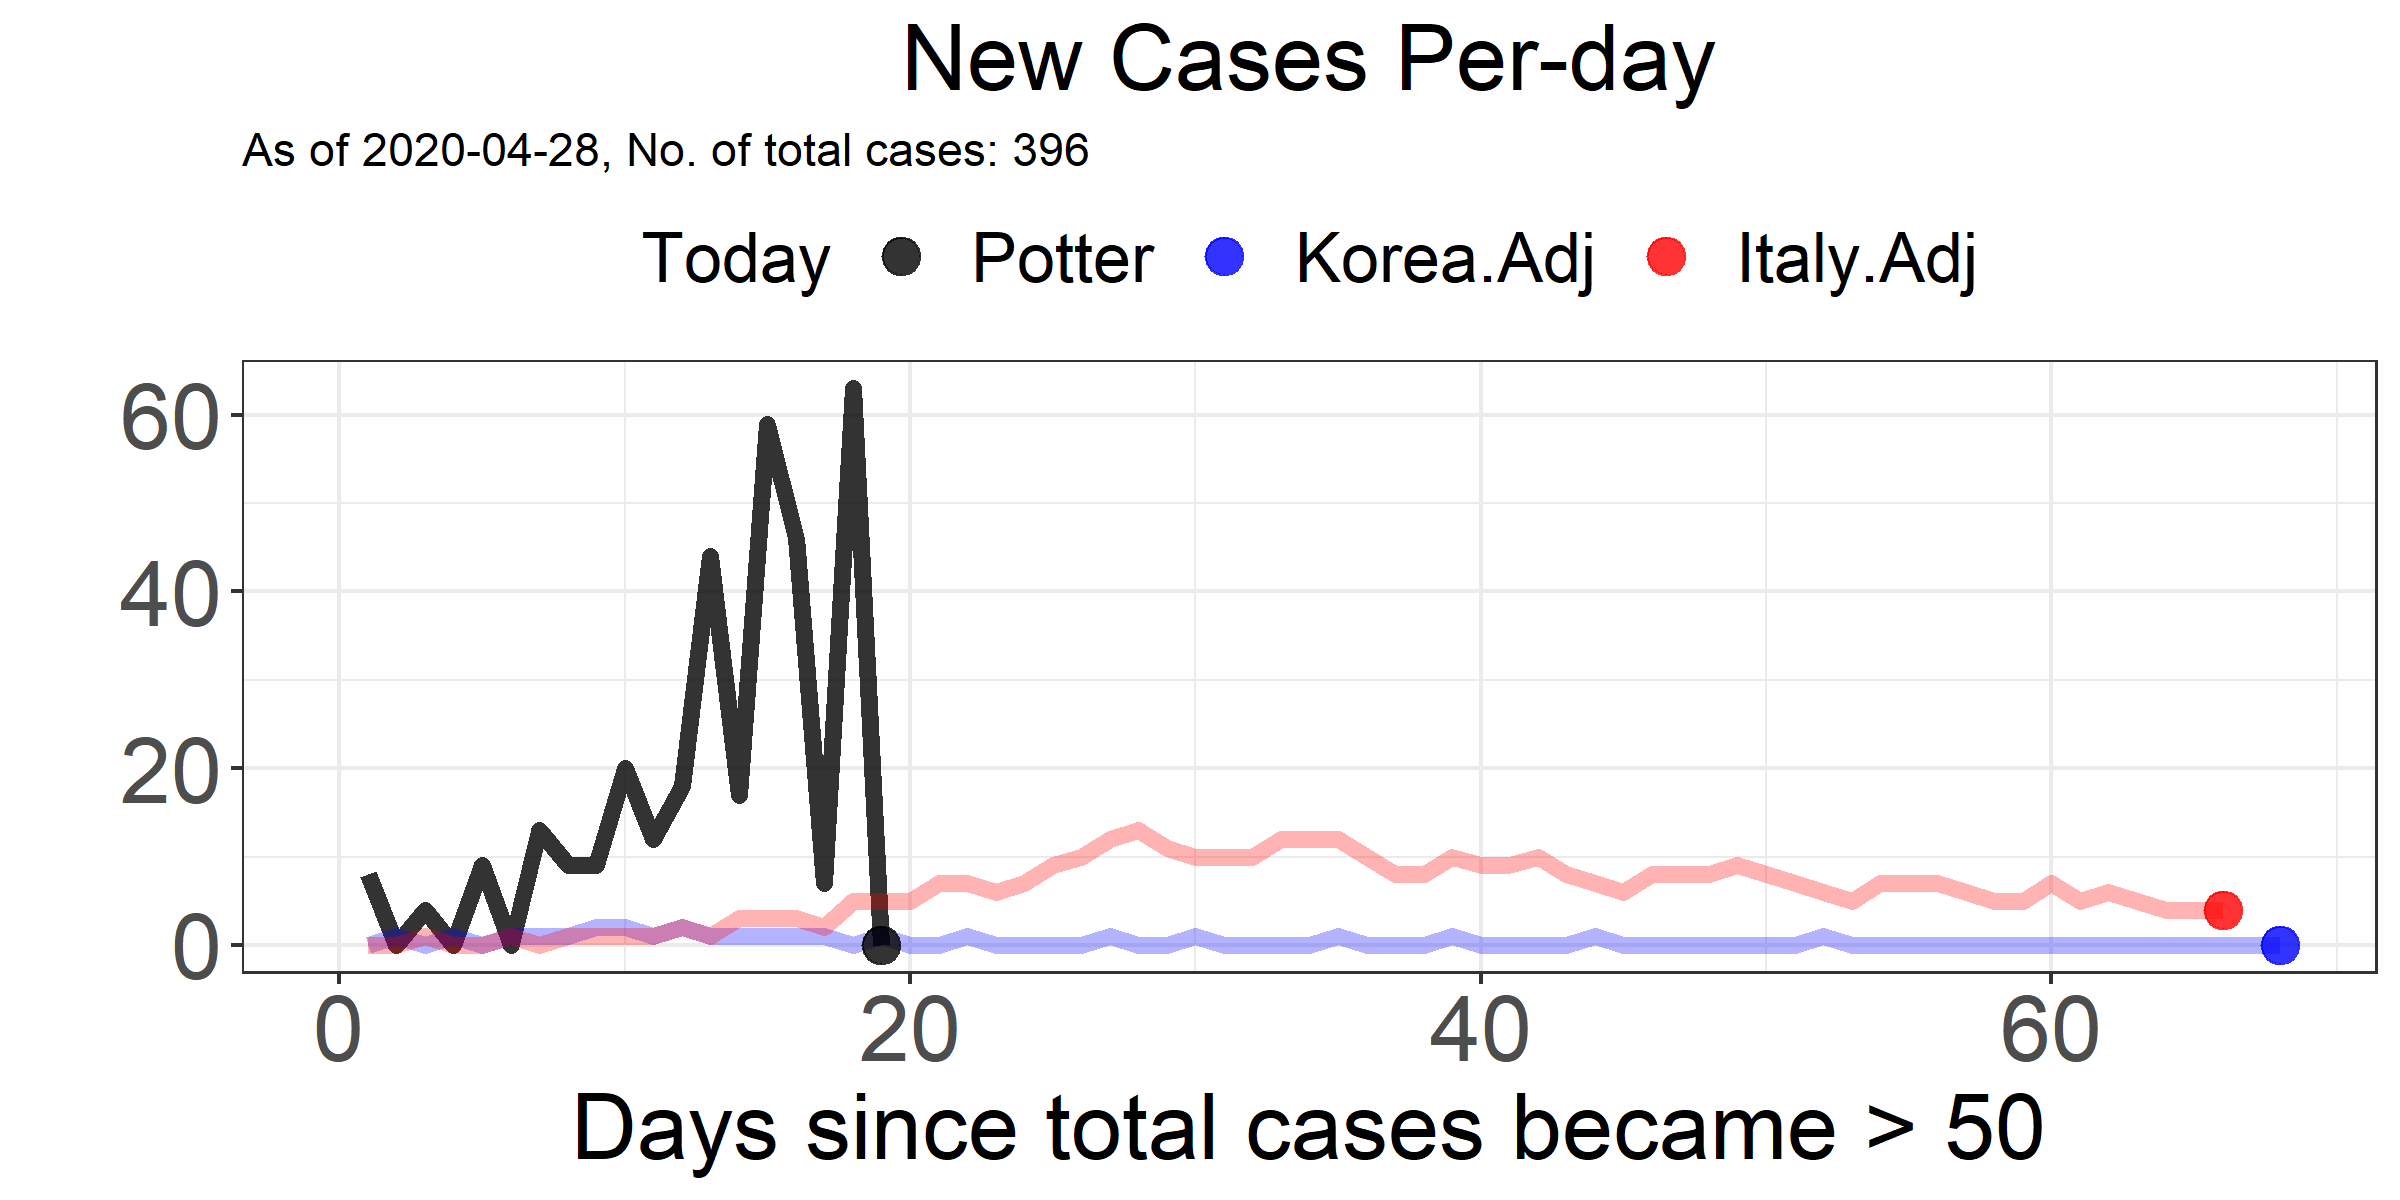 New Cases Per-day
As of 2020-04-28, No. of total cases: 396
Today Potter Korea.Adj Italy.Adj
60
40
20
0
0 20 40 60
Days since total cases became > 50